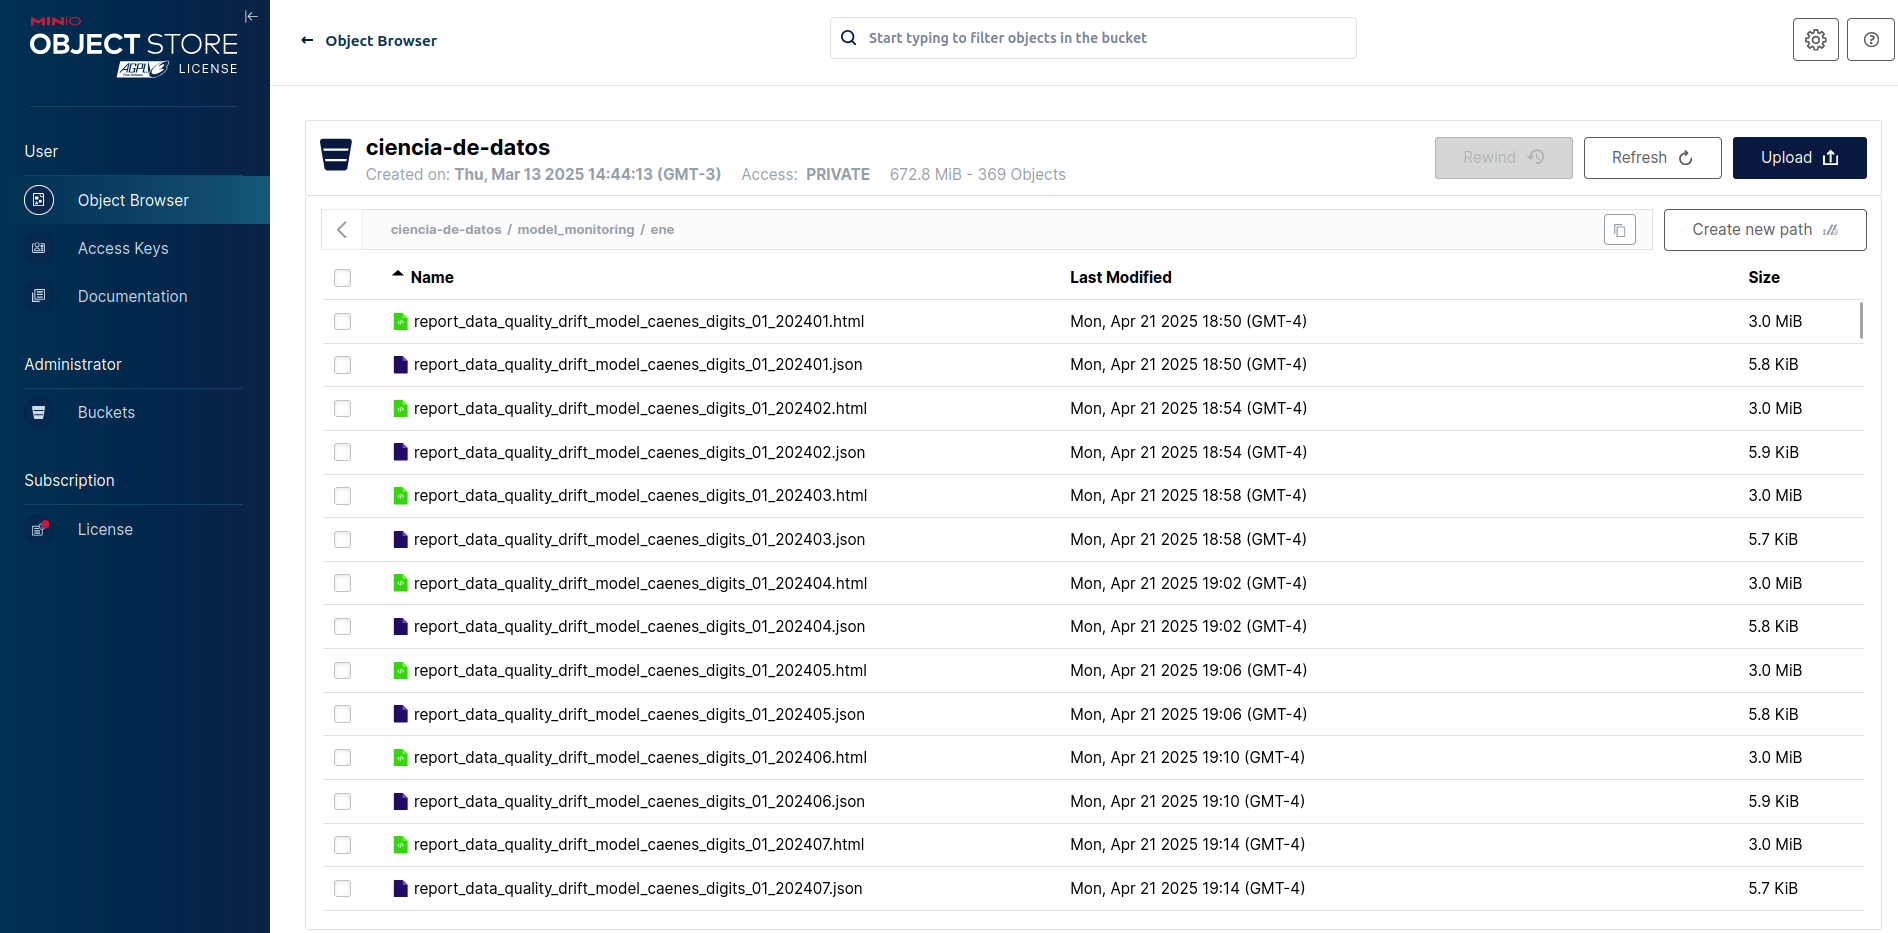 MINIO
OBJECT STORE
AGPLv3 LICENSE
User
Object Browser
Access Keys
Documentation
Administrator
Buckets
Subscription
License
Object Browser
Start typing to filter objects in the bucket
ciencia-de-datos
Created on: Thu, Mar 13 2025 14:44:13 (GMT-3) Access: PRIVATE 672.8 MiB - 369 Objects
Rewind Refresh Upload
ciencia-de-datos / model_monitoring / ene
Create new path
Name Last Modified Size
report_data_quality_drift_model_caenes_digits_01_202401.html Mon, Apr 21 2025 18:50 (GMT-4) 3.0 MiB
report_data_quality_drift_model_caenes_digits_01_202401.json Mon, Apr 21 2025 18:50 (GMT-4) 5.8 KiB
report_data_quality_drift_model_caenes_digits_01_202402.html Mon, Apr 21 2025 18:54 (GMT-4) 3.0 MiB
report_data_quality_drift_model_caenes_digits_01_202402.json Mon, Apr 21 2025 18:54 (GMT-4) 5.9 KiB
report_data_quality_drift_model_caenes_digits_01_202403.html Mon, Apr 21 2025 18:58 (GMT-4) 3.0 MiB
report_data_quality_drift_model_caenes_digits_01_202403.json Mon, Apr 21 2025 18:58 (GMT-4) 5.7 KiB
report_data_quality_drift_model_caenes_digits_01_202404.html Mon, Apr 21 2025 19:02 (GMT-4) 3.0 MiB
report_data_quality_drift_model_caenes_digits_01_202404.json Mon, Apr 21 2025 19:02 (GMT-4) 5.8 KiB
report_data_quality_drift_model_caenes_digits_01_202405.html Mon, Apr 21 2025 19:06 (GMT-4) 3.0 MiB
report_data_quality_drift_model_caenes_digits_01_202405.json Mon, Apr 21 2025 19:06 (GMT-4) 5.8 KiB
report_data_quality_drift_model_caenes_digits_01_202406.html Mon, Apr 21 2025 19:10 (GMT-4) 3.0 MiB
report_data_quality_drift_model_caenes_digits_01_202406.json Mon, Apr 21 2025 19:10 (GMT-4) 5.9 KiB
report_data_quality_drift_model_caenes_digits_01_202407.html Mon, Apr 21 2025 19:14 (GMT-4) 3.0 MiB
report_data_quality_drift_model_caenes_digits_01_202407.json Mon, Apr 21 2025 19:14 (GMT-4) 5.7 KiB